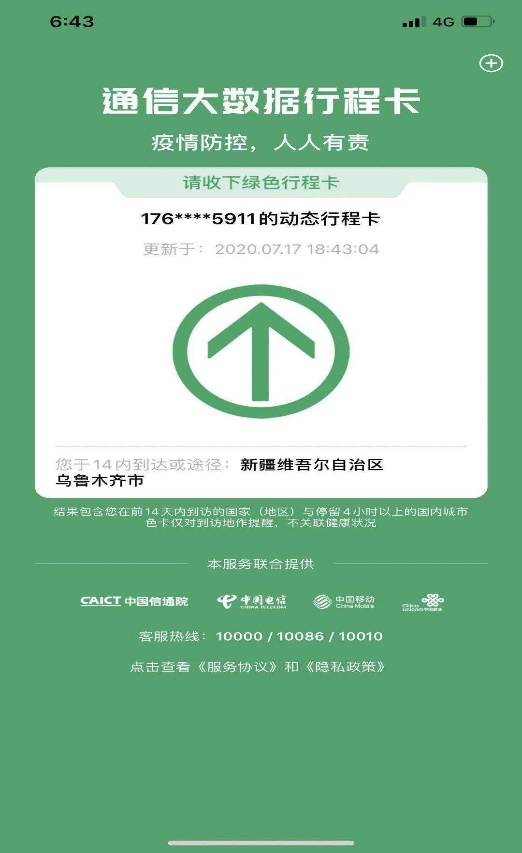 6:43
4G
通信大数据行程卡
疫情防控，人人有责
请收下绿色行程卡
176****5911的动态行程卡
更新于：2020.07.17 18:43:04
您于14内到达或途径：新疆维吾尔自治区
乌鲁木齐市
结果包含您在前14天内到访的国家（地区）与停留4小时以上的国内城市
色卡仅对到访地作提醒，不关联健康状况
本服务联合提供
CAICT 中国信通院 中国电信 CHINA TELECOM 中国移动 China Mobile China unicom 中国联通
客服热线：10000 / 10086 / 10010
点击查看《服务协议》和《隐私政策》